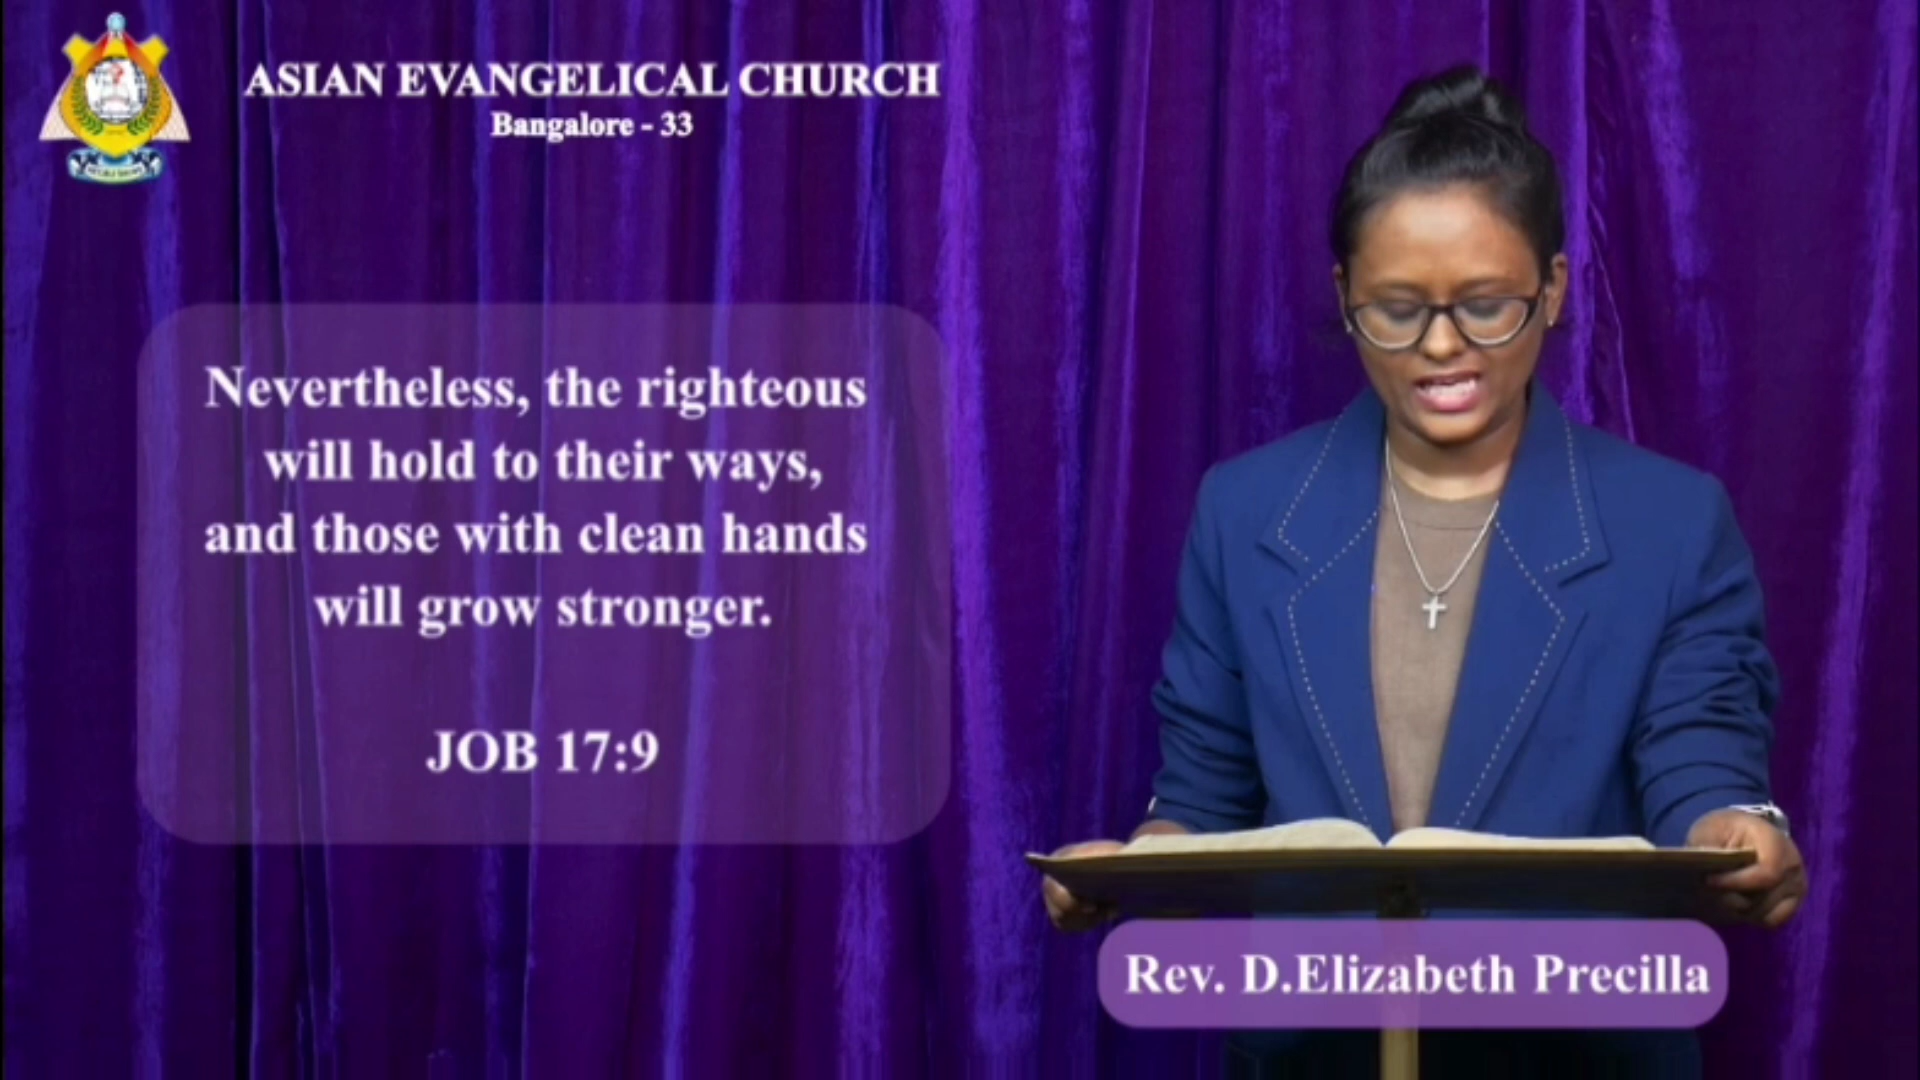 ASIAN EVANGELICAL CHURCH
Bangalore - 33
Nevertheless, the righteous
will hold to their ways,
and those with clean hands
will grow stronger.
JOB 17:9
Rev. D.Elizabeth Precilla